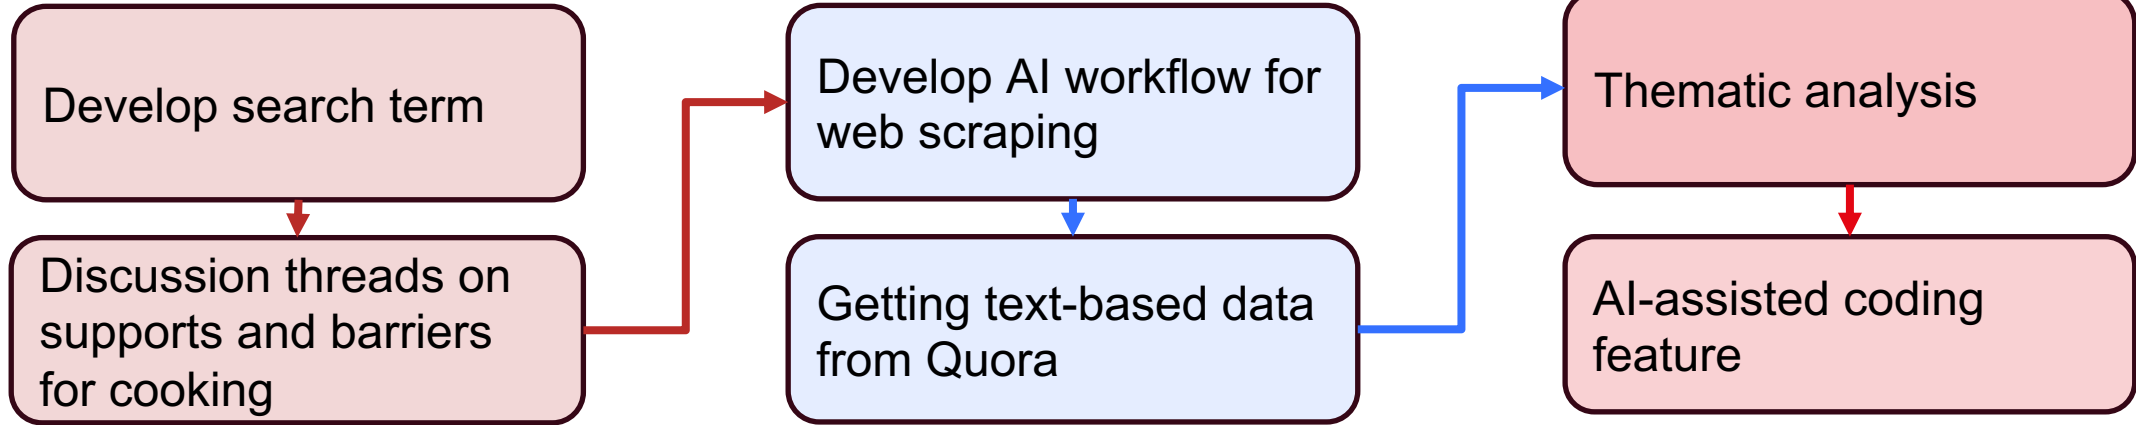 Develop search term
Discussion threads on
supports and barriers
for cooking
Develop AI workflow for
web scraping
Getting text-based data
from Quora
Thematic analysis
AI-assisted coding
feature